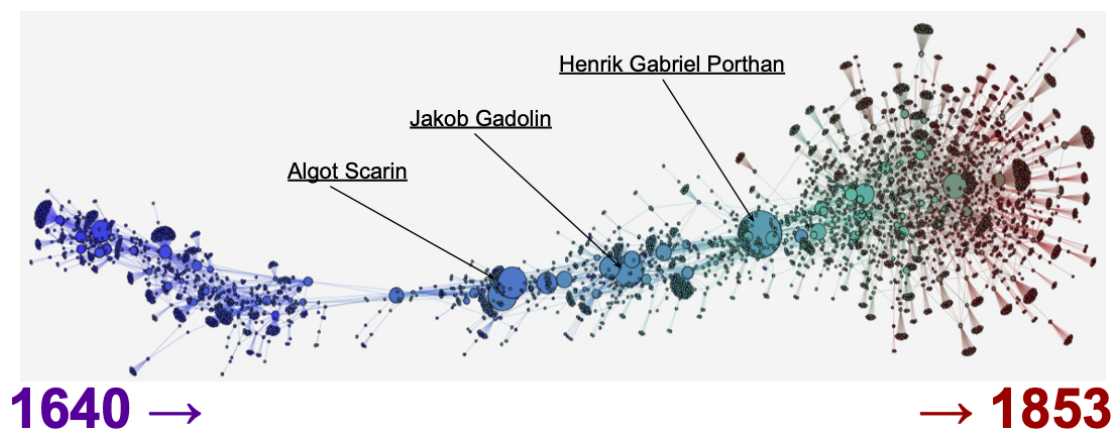 Henrik Gabriel Porthan
Jakob Gadolin
Algot Scarin
1640 → → 1853